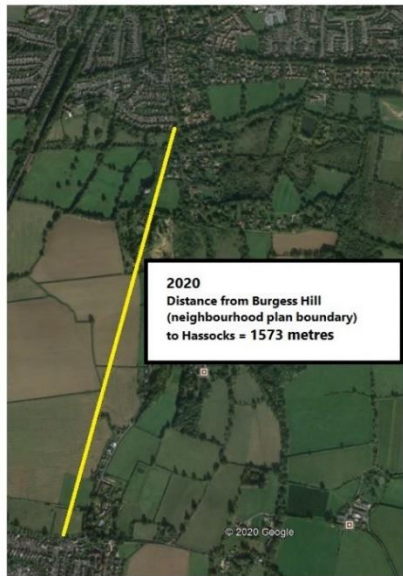 2020
Distance from Burgess Hill
(neighbourhood plan boundary)
to Hassocks = 1573 metres
© 2020 Google